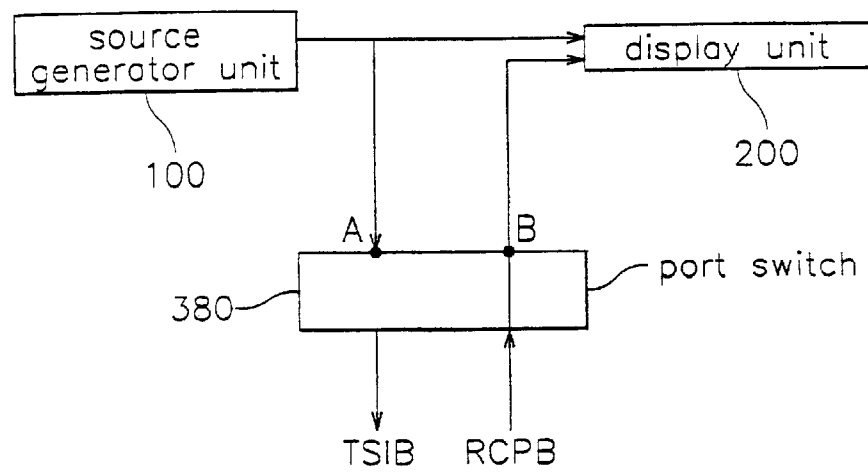 source
generator unit
display unit
100
200
A
B
port switch
380
TSIB
RCPB